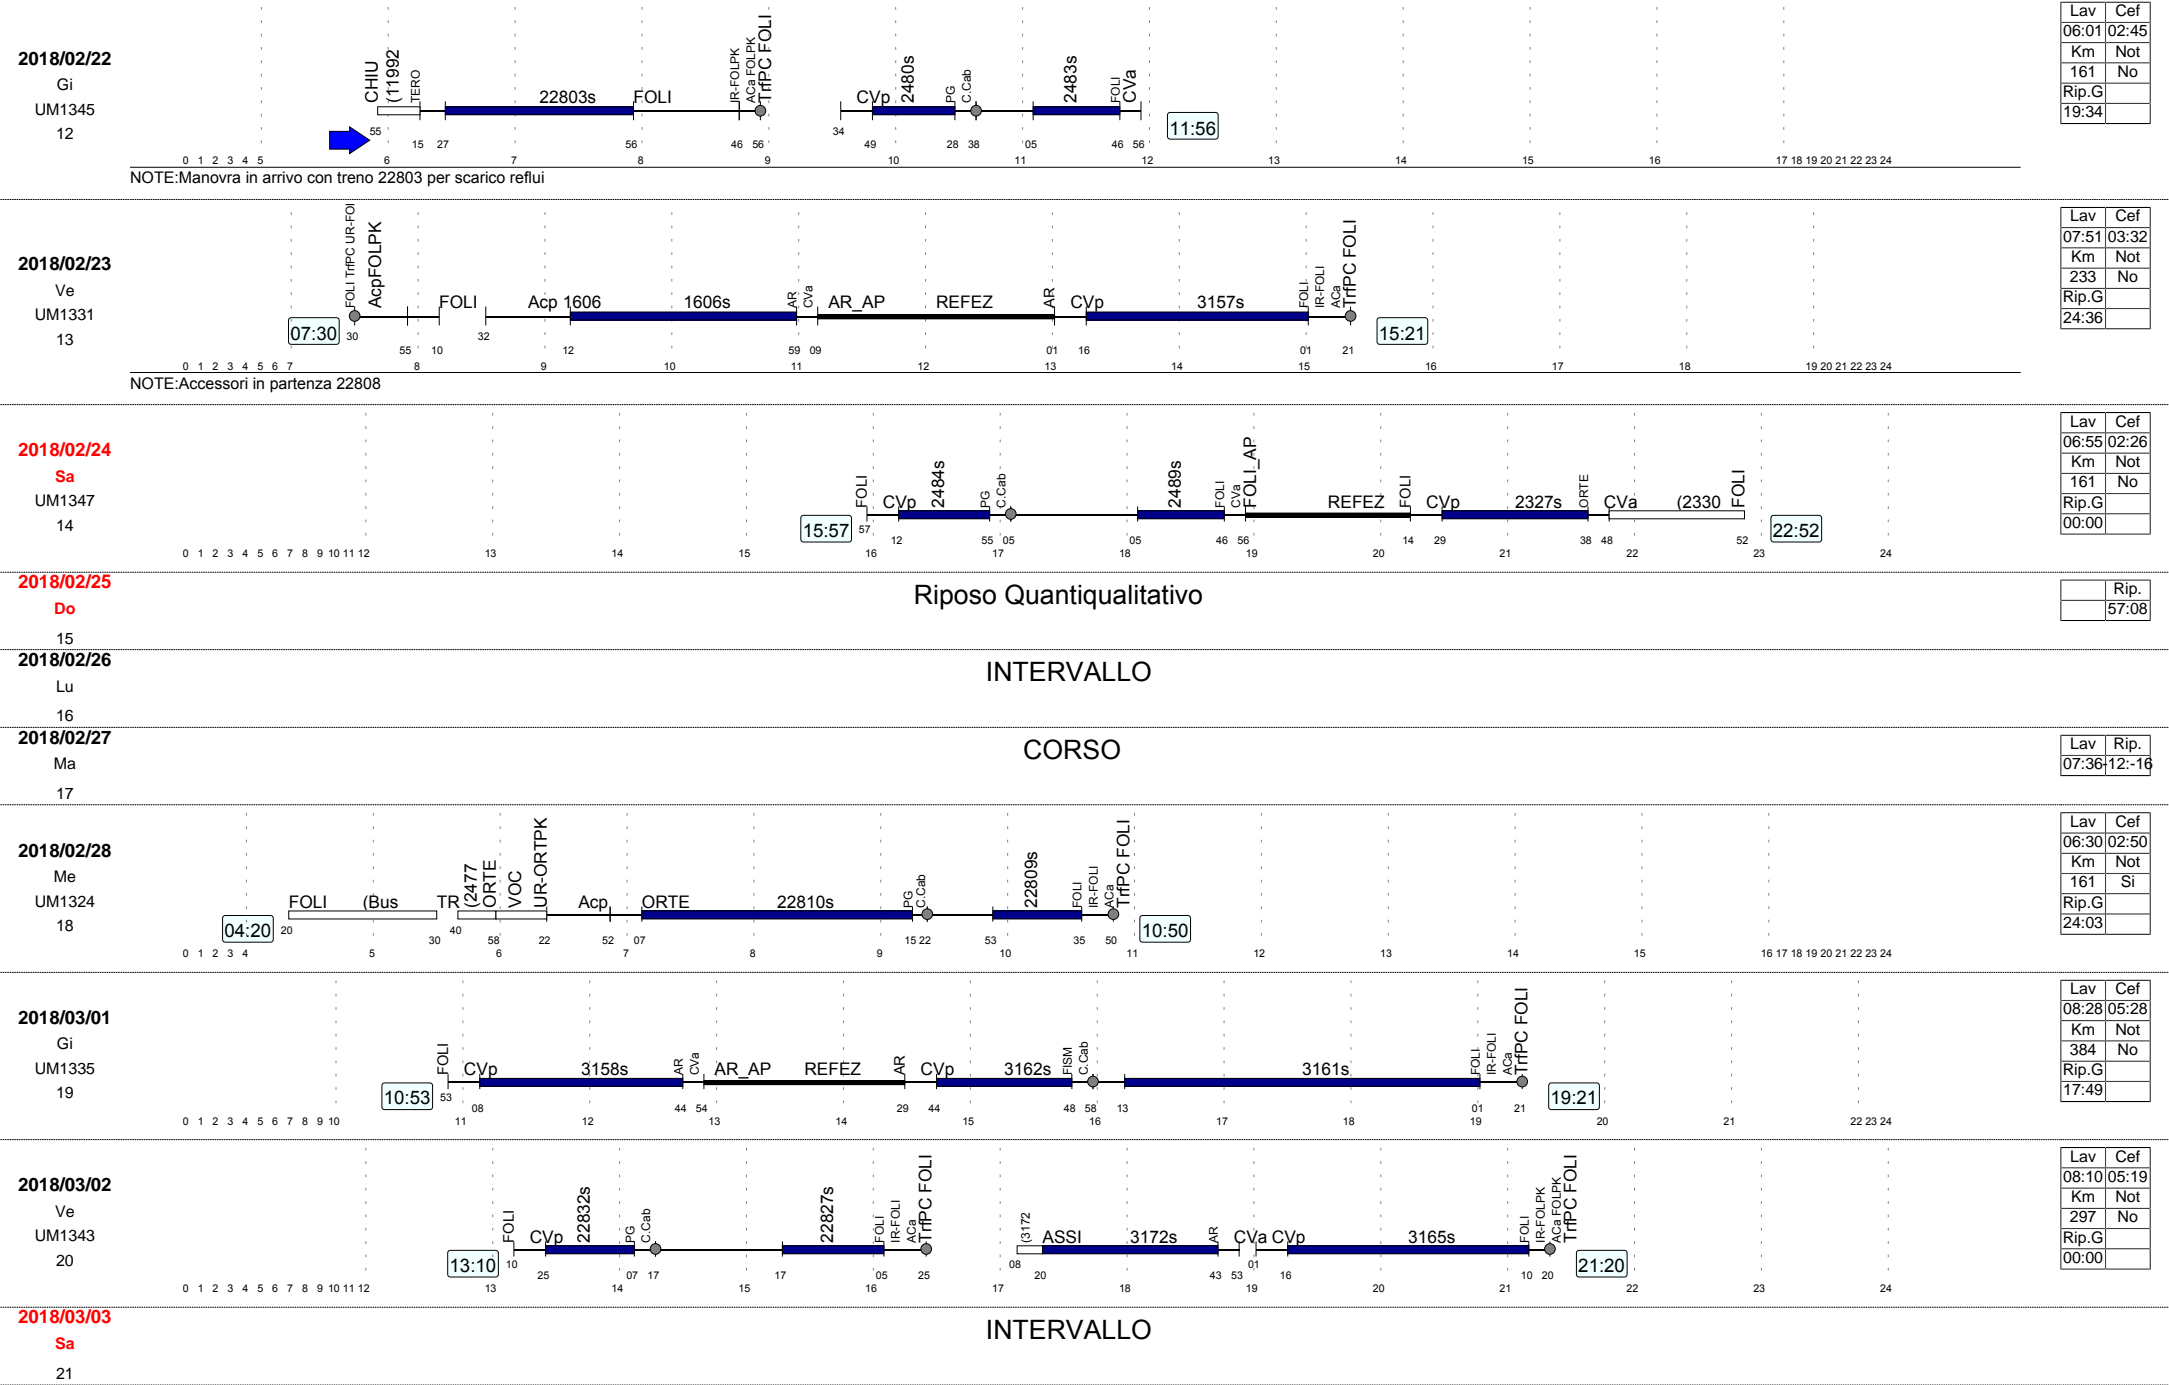 2018/02/22
Gi
UM1345
12
CHIU (11992 TERO 22803s FOLI IR-FOLPK ACa FOLPK TrfPC FOLI CVp 2480s PG C.Cab 2483s FOLI CVa
55 15 27 56 46 56 34 49 28 38 05 46 56
11:56
0 1 2 3 4 5 6 7 8 9 10 11 12 13 14 15 16 17 18 19 20 21 22 23 24
NOTE:Manovra in arrivo con treno 22803 per scarico reflui
Lav Cef
06:01 02:45
Km Not
161 No
Rip.G
19:34
2018/02/23
Ve
UM1331
13
07:30
FOLI TrfPC UR-FOI AcpFOLPK FOLI Acp 1606 1606s AR CVa AR_AP REFEZ AR CVp 3157s FOLI IR-FOLI ACa TrfPC FOLI
30 55 10 32 12 59 09 01 16 01 21
15:21
0 1 2 3 4 5 6 7 8 9 10 11 12 13 14 15 16 17 18 19 20 21 22 23 24
NOTE:Accessori in partenza 22808
Lav Cef
07:51 03:32
Km Not
233 No
Rip.G
24:36
2018/02/24
Sa
UM1347
14
15:57
FOLI CVp 2484s PG C.Cab 2489s FOLI CVa FOLI_AP REFEZ FOLI CVp 2327s ORTE CVa (2330 FOLI
57 12 55 05 05 46 56 14 29 38 48 52
22:52
0 1 2 3 4 5 6 7 8 9 10 11 12 13 14 15 16 17 18 19 20 21 22 23 24
Lav Cef
06:55 02:26
Km Not
161 No
Rip.G
00:00
2018/02/25
Do
15
Riposo Quantiqualitativo
Rip.
57:08
2018/02/26
Lu
16
INTERVALLO
2018/02/27
Ma
17
CORSO
Lav Rip.
07:36 -12:-16
2018/02/28
Me
UM1324
18
04:20
FOLI (Bus TR (2477 ORTE VOC UR-ORTPK Acp ORTE 22810s PG C.Cab 22809s FOLI IR-FOLI ACa TrfPC FOLI
20 30 40 58 22 52 07 15 22 53 35 50
10:50
0 1 2 3 4 5 6 7 8 9 10 11 12 13 14 15 16 17 18 19 20 21 22 23 24
Lav Cef
06:30 02:50
Km Not
161 Si
Rip.G
24:03
2018/03/01
Gi
UM1335
19
10:53
FOLI CVp 3158s AR CVa AR_AP REFEZ AR CVp 3162s FISM C.Cab 3161s FOLI IR-FOLI ACa TrfPC FOLI
53 08 44 54 29 44 48 58 13 01 21
19:21
0 1 2 3 4 5 6 7 8 9 10 11 12 13 14 15 16 17 18 19 20 21 22 23 24
Lav Cef
08:28 05:28
Km Not
384 No
Rip.G
17:49
2018/03/02
Ve
UM1343
20
13:10
FOLI CVp 22832s PG C.Cab 22827s FOLI IR-FOLI ACa TrfPC FOLI (3172 ASSI 3172s AR CVa CVp 3165s FOLI IR-FOLPK ACa FOLPK TrfPC FOLI
10 25 07 17 17 05 25 08 20 43 53 01 16 10 20
21:20
0 1 2 3 4 5 6 7 8 9 10 11 12 13 14 15 16 17 18 19 20 21 22 23 24
Lav Cef
08:10 05:19
Km Not
297 No
Rip.G
00:00
2018/03/03
Sa
21
INTERVALLO